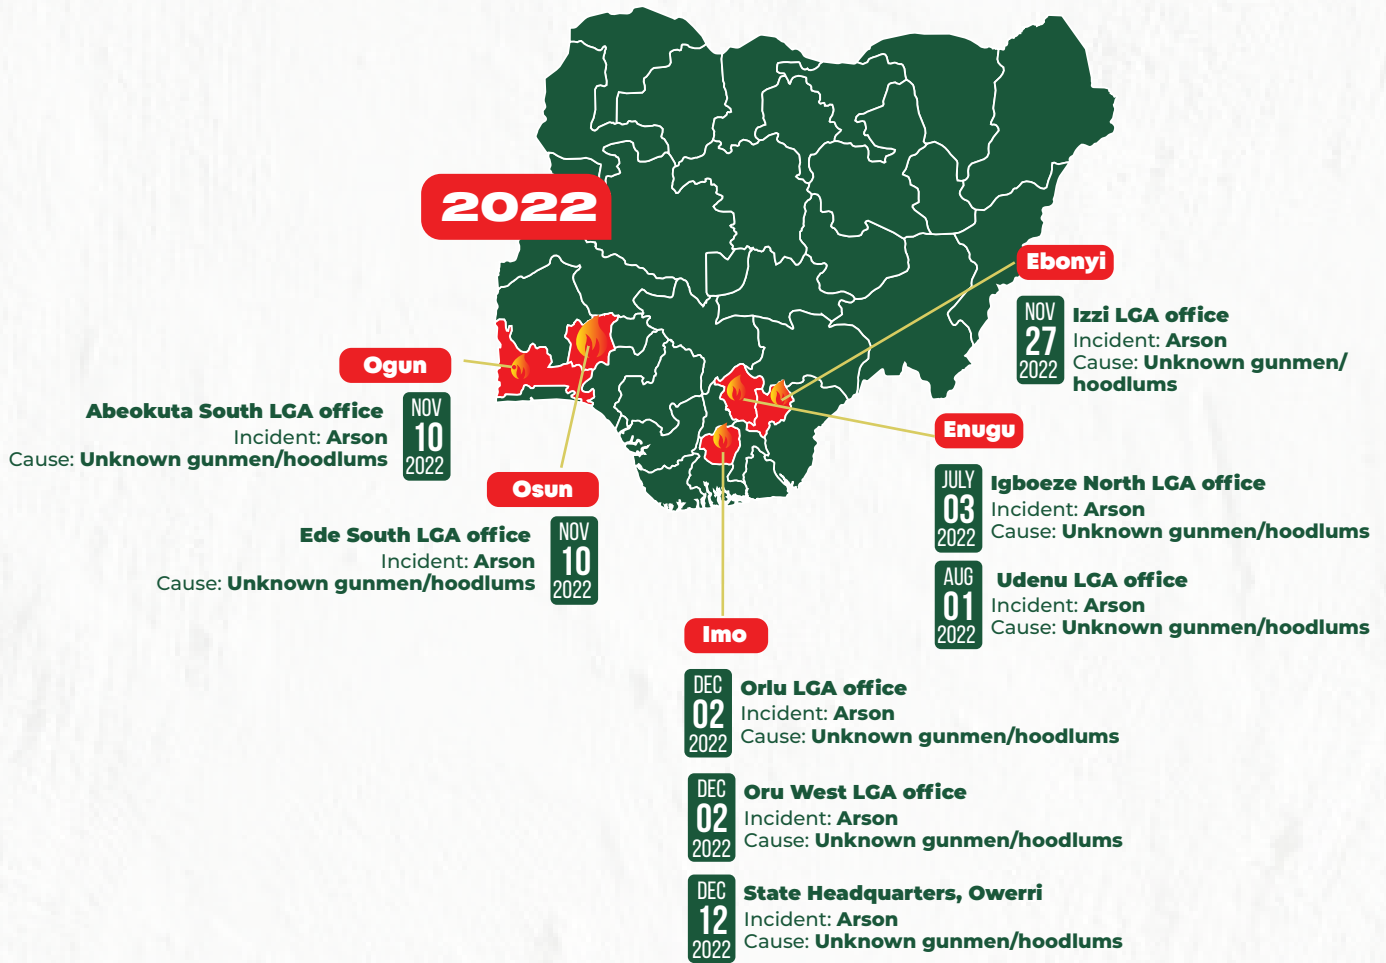 2022
Ebonyi
NOV
27
2022
Izzi LGA office
Incident: Arson
Cause: Unknown gunmen/
hoodlums
Ogun
Abeokuta South LGA office
Incident: Arson
Cause: Unknown gunmen/hoodlums
NOV
10
2022
Enugu
JULY
03
2022
Igboeze North LGA office
Incident: Arson
Cause: Unknown gunmen/hoodlums
AUG
01
2022
Udenu LGA office
Incident: Arson
Cause: Unknown gunmen/hoodlums
Osun
Ede South LGA office
Incident: Arson
Cause: Unknown gunmen/hoodlums
NOV
10
2022
Imo
DEC
02
2022
Orlu LGA office
Incident: Arson
Cause: Unknown gunmen/hoodlums
DEC
02
2022
Oru West LGA office
Incident: Arson
Cause: Unknown gunmen/hoodlums
DEC
12
2022
State Headquarters, Owerri
Incident: Arson
Cause: Unknown gunmen/hoodlums